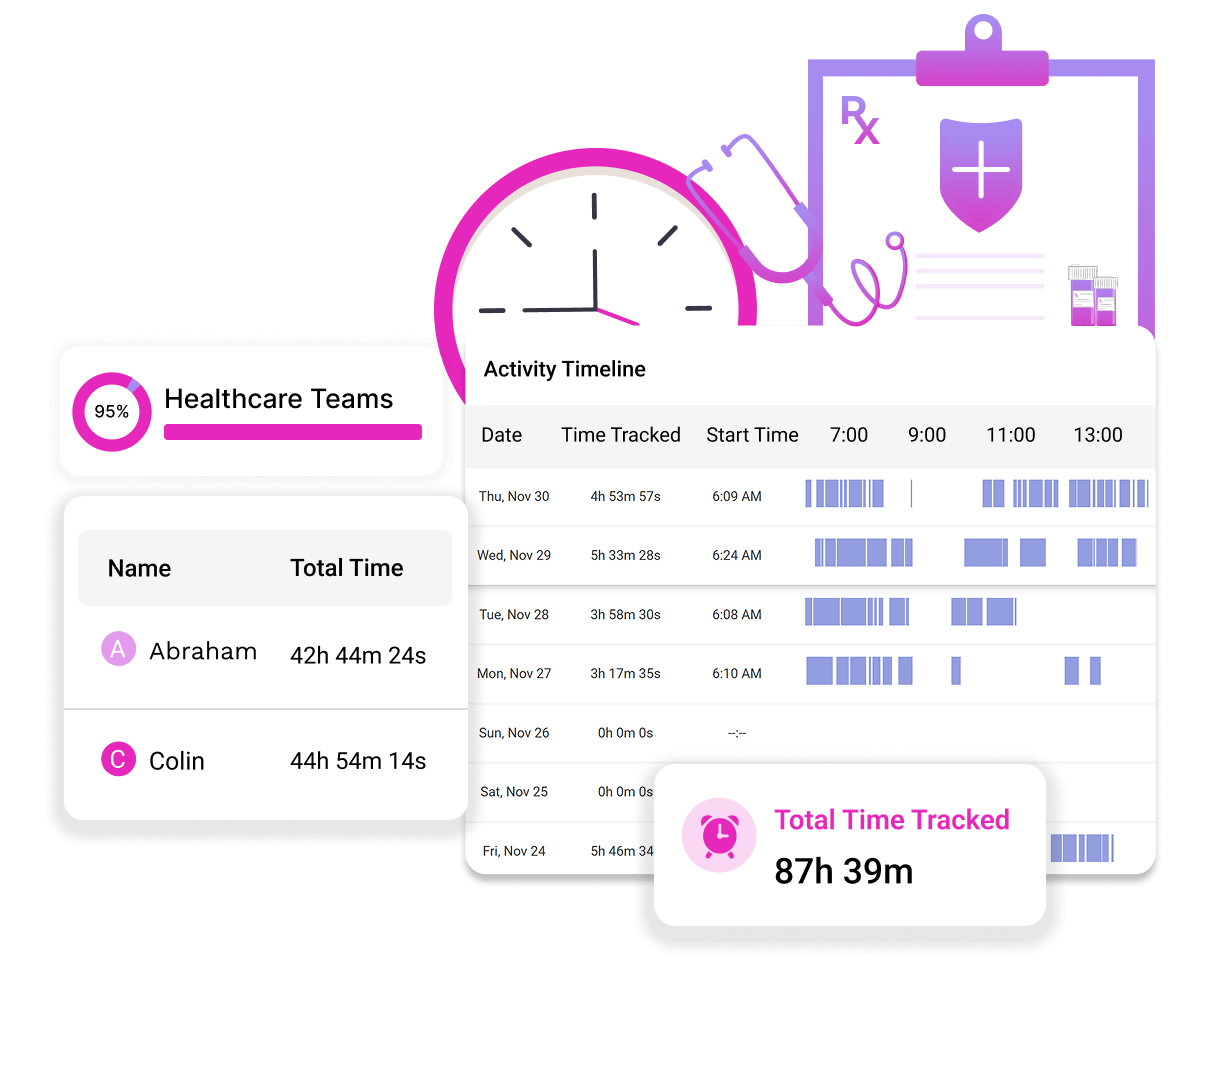 Rx
Activity Timeline
95%
Healthcare Teams
Date Time Tracked Start Time 7:00 9:00 11:00 13:00
Thu, Nov 30 4h 53m 57s 6:09 AM
Wed, Nov 29 5h 33m 28s 6:24 AM
Tue, Nov 28 3h 58m 30s 6:08 AM
Mon, Nov 27 3h 17m 35s 6:10 AM
Sun, Nov 26 0h 0m 0s --:--
Sat, Nov 25 0h 0m 0s
Fri, Nov 24 5h 46m 34
Name Total Time
A Abraham 42h 44m 24s
C Colin 44h 54m 14s
Total Time Tracked
87h 39m